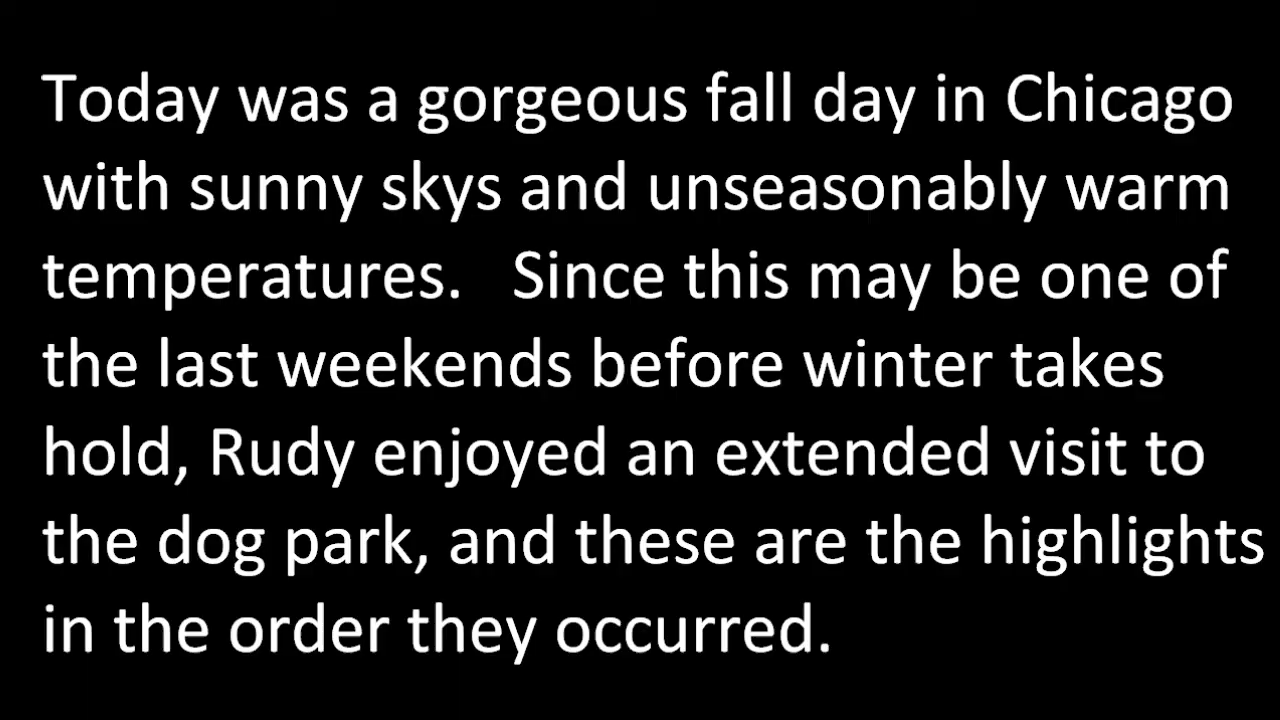 Today was a gorgeous fall day in Chicago
with sunny skys and unseasonably warm
temperatures.   Since this may be one of
the last weekends before winter takes
hold, Rudy enjoyed an extended visit to
the dog park, and these are the highlights
in the order they occurred.